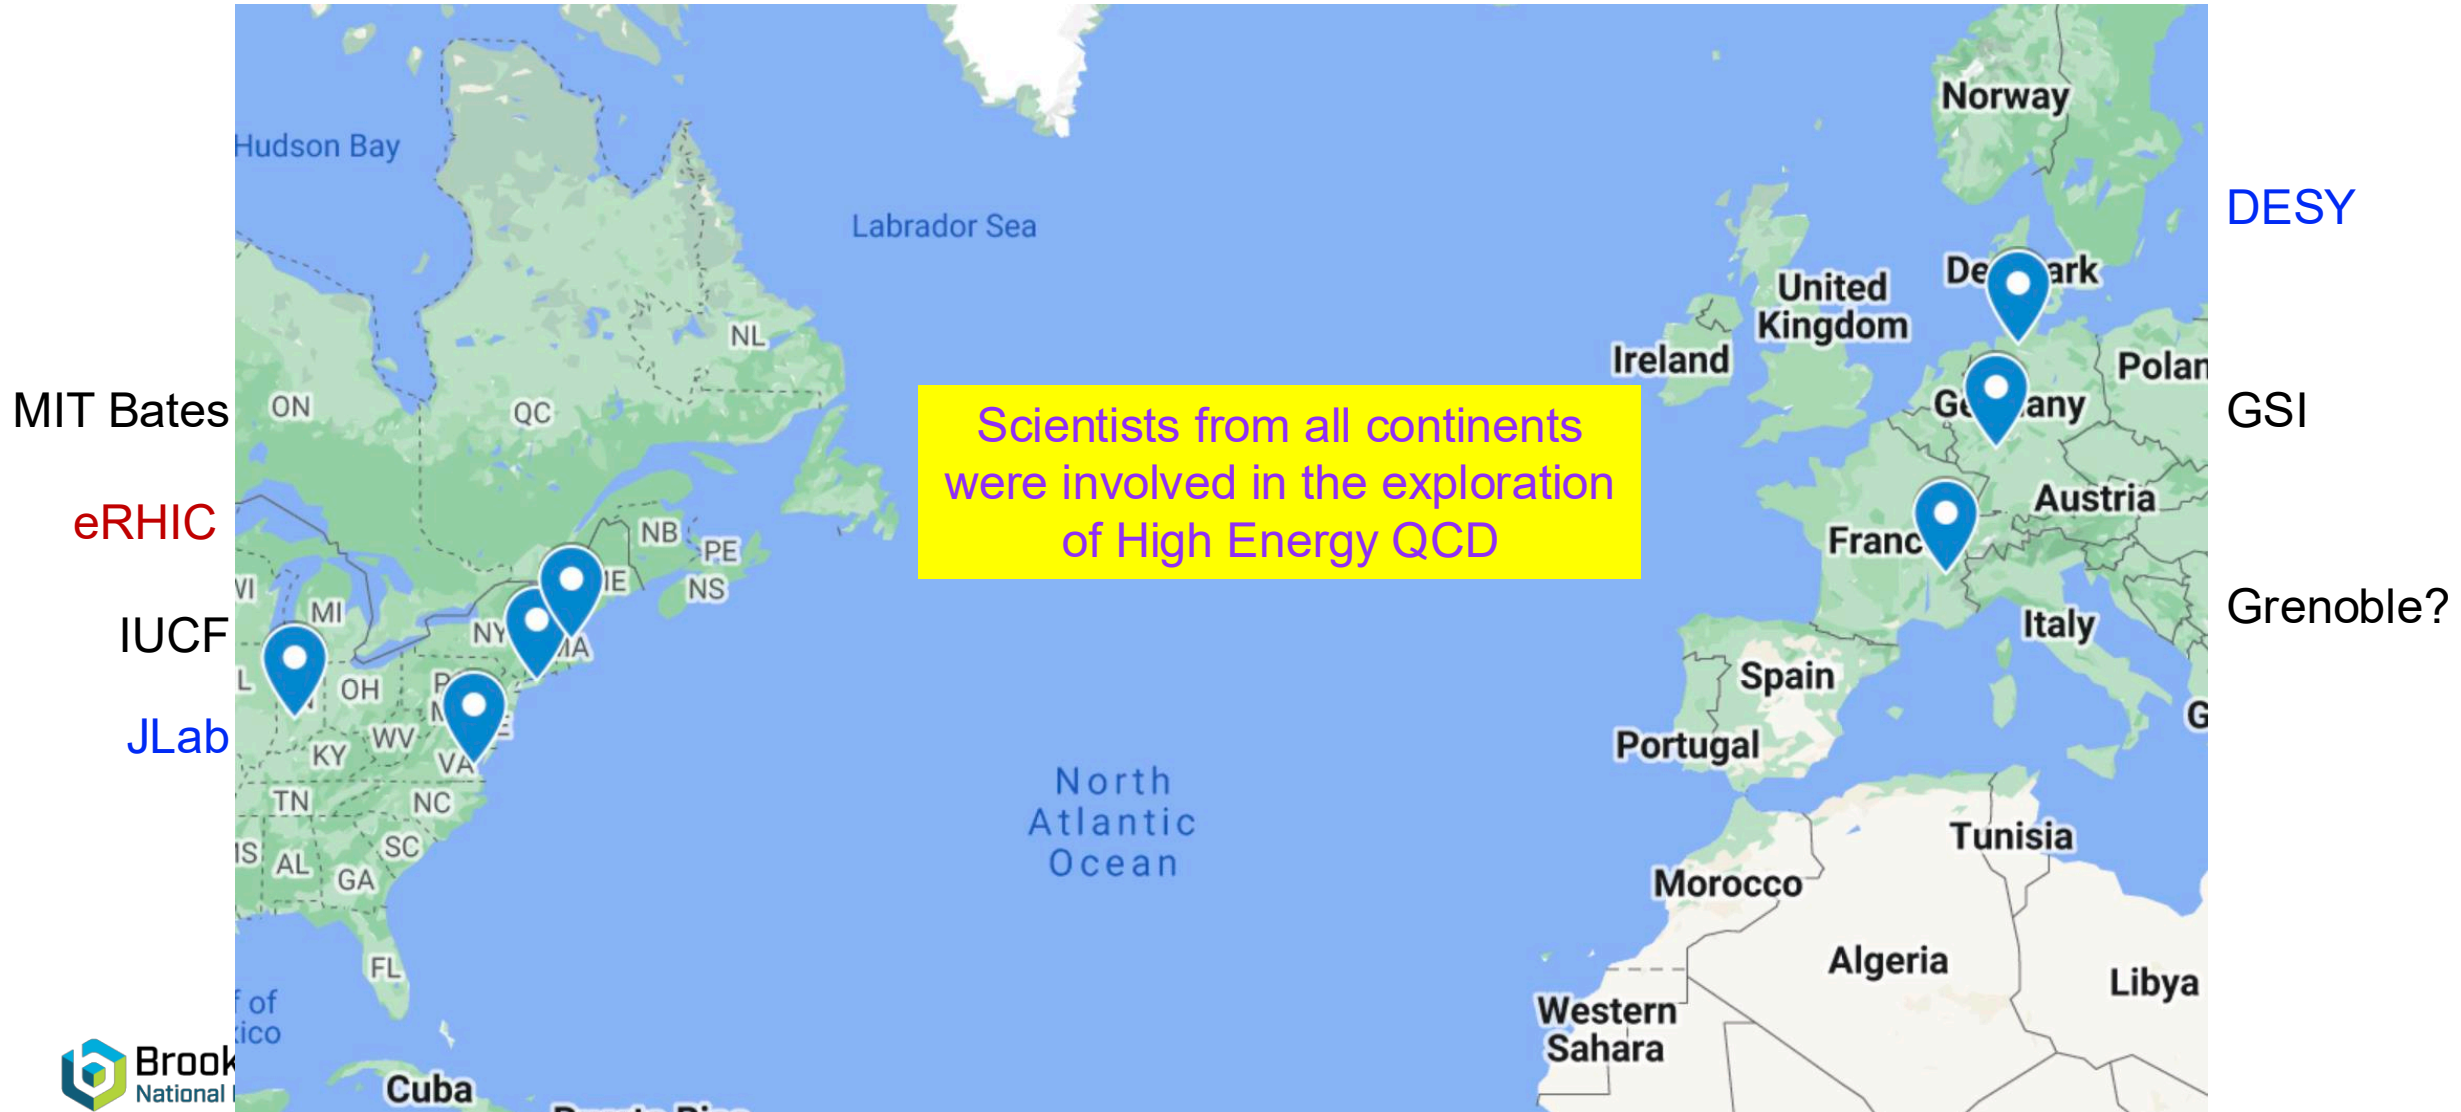 Norway
Hudson Bay
DESY
Labrador Sea
United
Kingdom
NL
Ireland
MIT Bates
ON
QC
GSI
Scientists from all continents
were involved in the exploration
of High Energy QCD
Austria
eRHIC
NB
PE
NS
MI
Grenoble?
IUCF
NY
Italy
OH
Spain
JLab
WV
KY
VA
Portugal
North
Atlantic
Ocean
TN
NC
SC
AL
GA
Tunisia
Morocco
FL
Algeria
Libya
Western
Sahara
National
Cuba